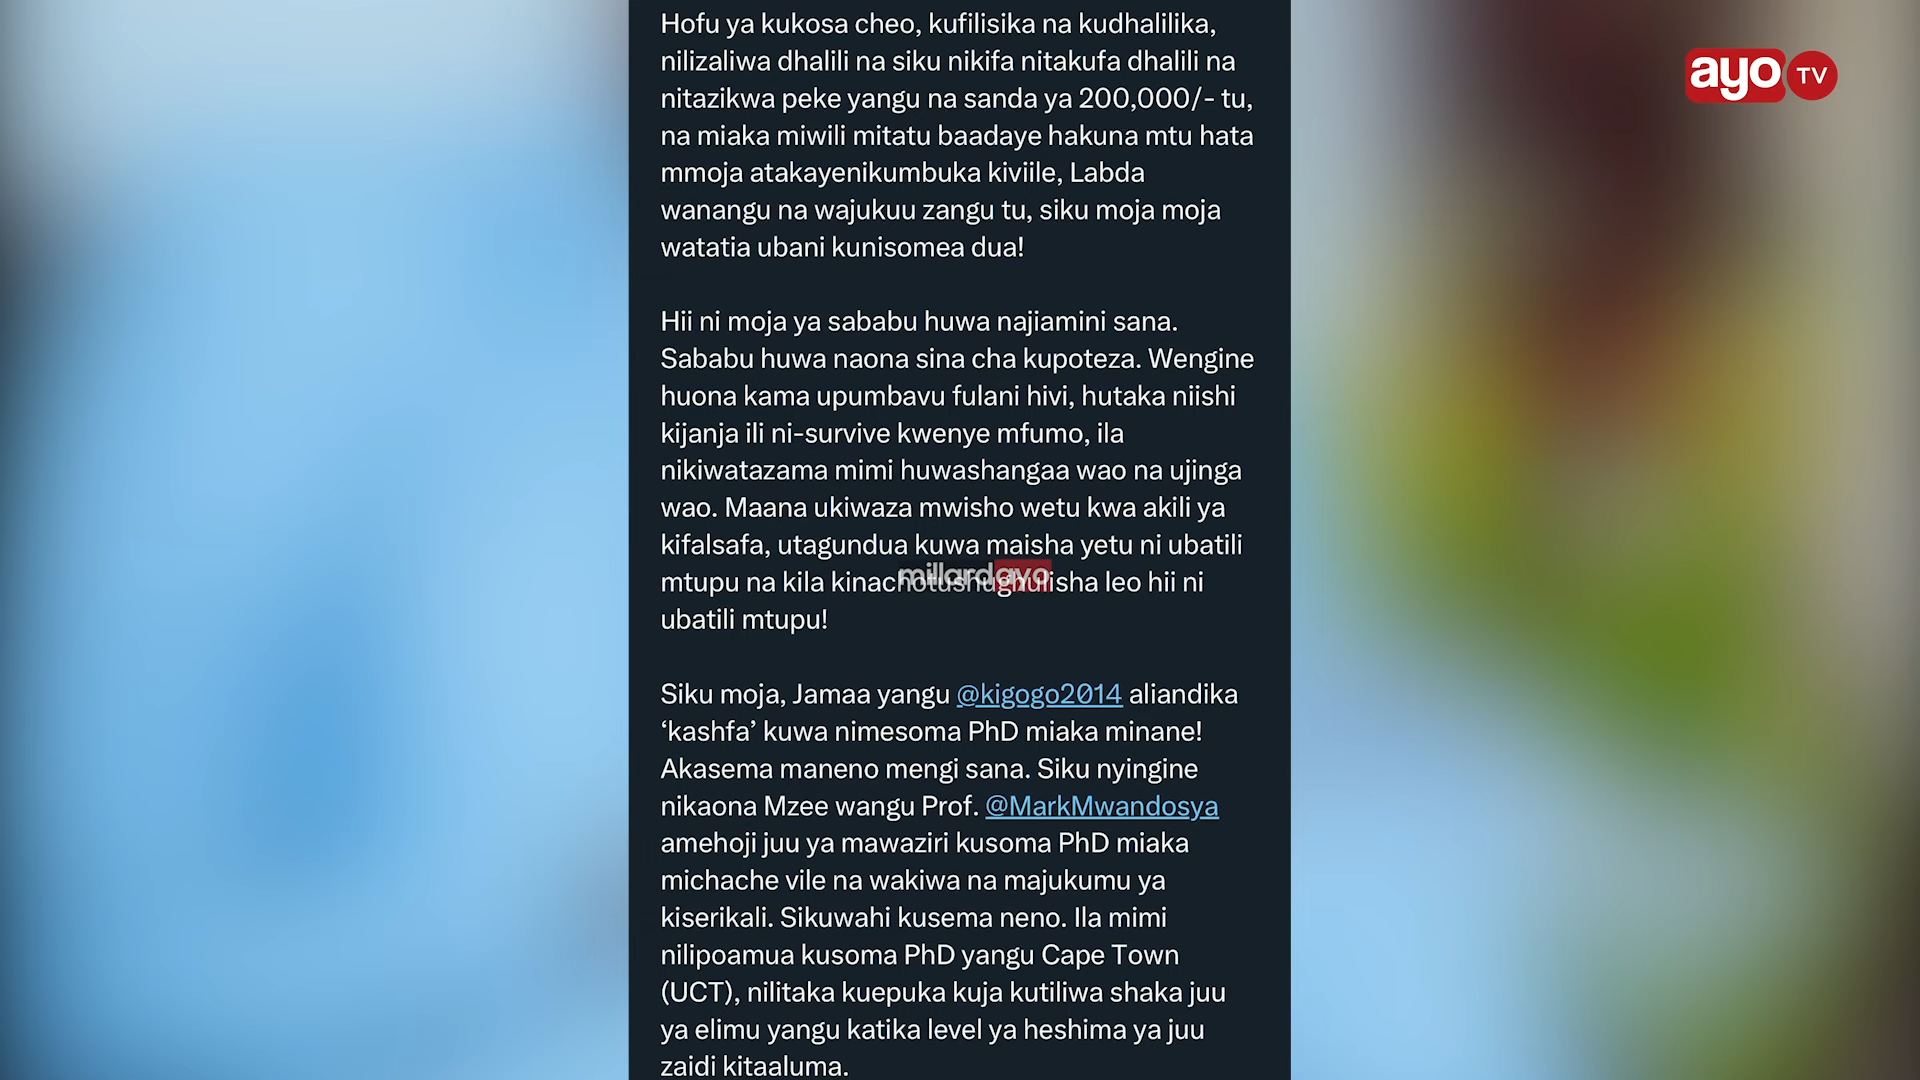 Hofu ya kukosa cheo, kufilisika na kudhalilika,
nilizaliwa dhalili na siku nikifa nitakufa dhalili na
nitazikwa peke yangu na sanda ya 200,000/- tu,
na miaka miwili mitatu baadaye hakuna mtu hata
mmoja atakayenikumbuka kiviile, Labda
wanangu na wajukuu zangu tu, siku moja moja
watatia ubani kunisomea dua!
Hii ni moja ya sababu huwa najiamini sana.
Sababu huwa naona sina cha kupoteza. Wengine
huona kama upumbavu fulani hivi, hutaka niishi
kijanja ili ni-survive kwenye mfumo, ila
nikiwatazama mimi huwashangaa wao na ujinga
wao. Maana ukiwaza mwisho wetu kwa akili ya
kifalsafa, utagundua kuwa maisha yetu ni ubatili
mtupu na kila kinachotushughulisha leo hii ni
ubatili mtupu!
Siku moja, Jamaa yangu @kigogo2014 aliandika
‘kashfa’ kuwa nimesoma PhD miaka minane!
Akasema maneno mengi sana. Siku nyingine
nikaona Mzee wangu Prof. @MarkMwandosya
amehoji juu ya mawaziri kusoma PhD miaka
michache vile na wakiwa na majukumu ya
kiserikali. Sikuwahi kusema neno. Ila mimi
nilipoamua kusoma PhD yangu Cape Town
(UCT), nilitaka kuepuka kuja kutiliwa shaka juu
ya elimu yangu katika level ya heshima ya juu
zaidi kitaaluma.
ayo TV
millardayo